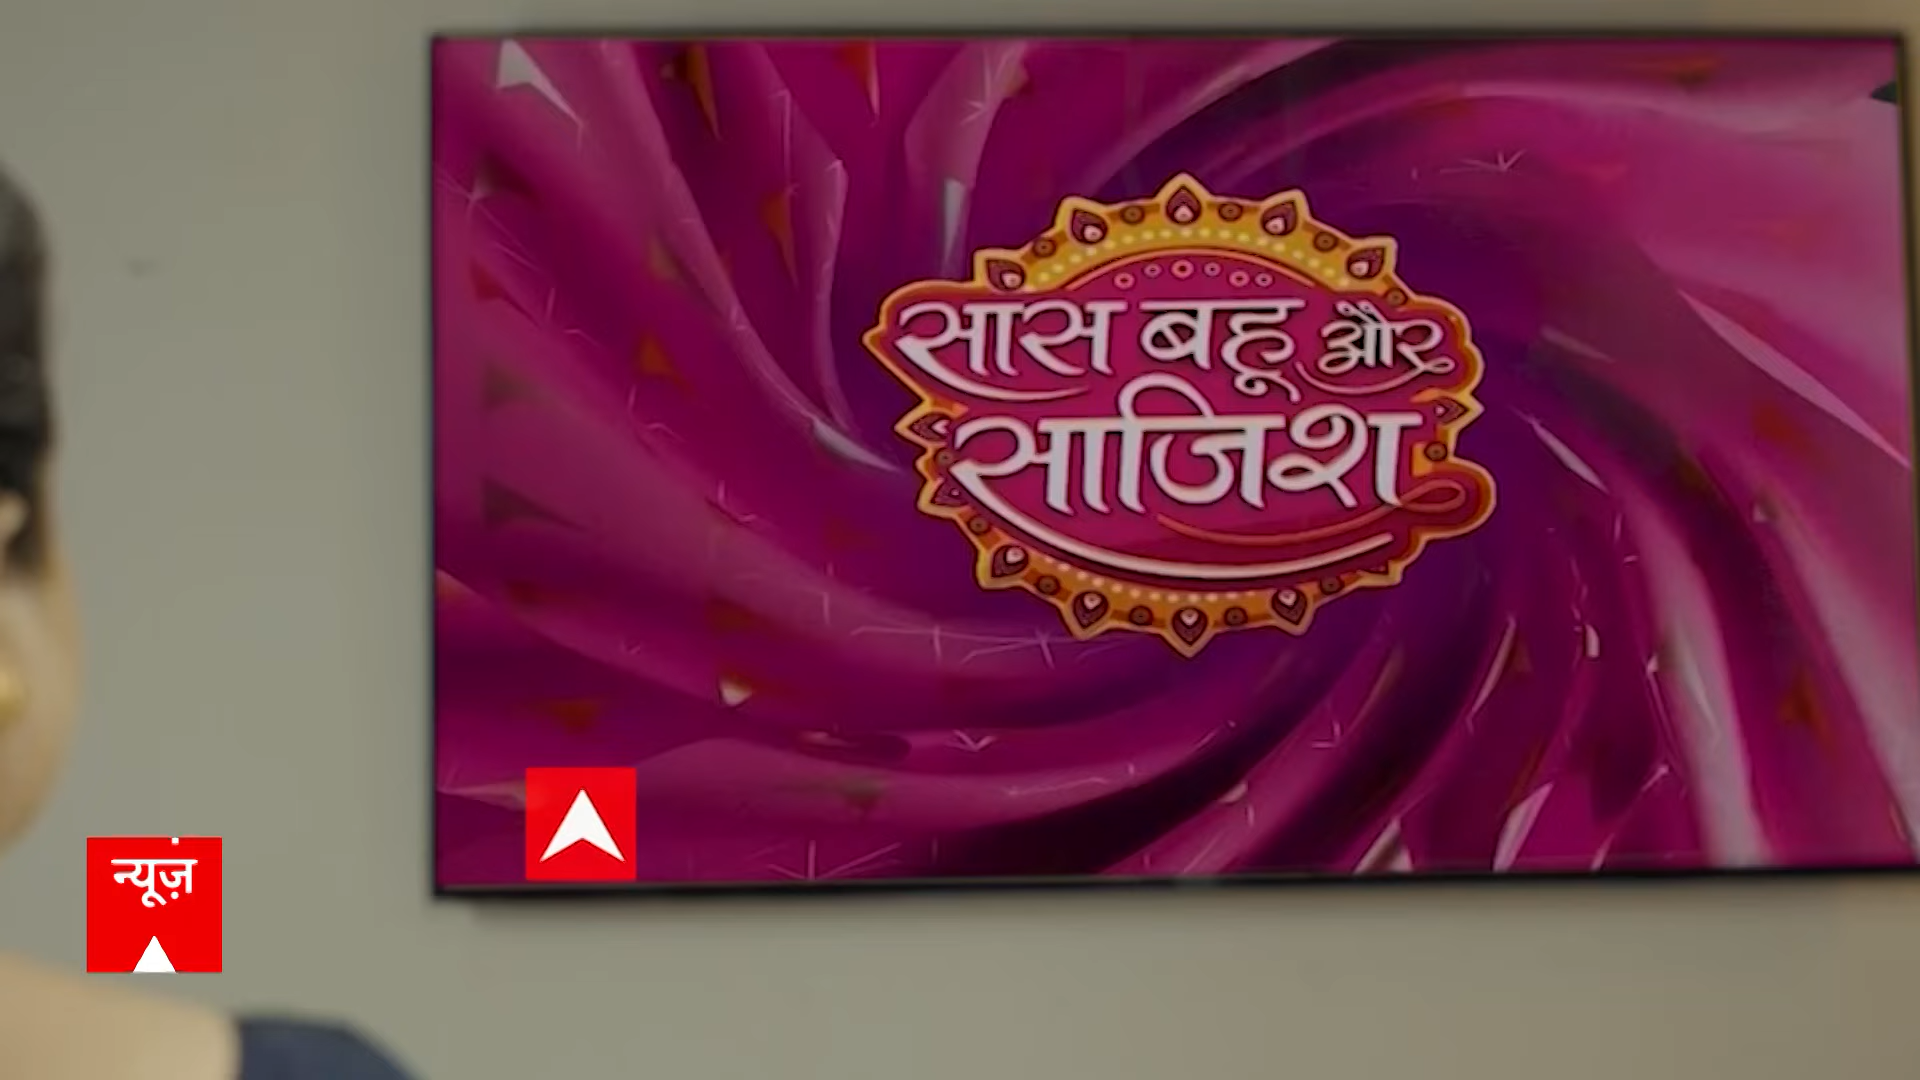 सास बहू और
साजिश
न्यूज़